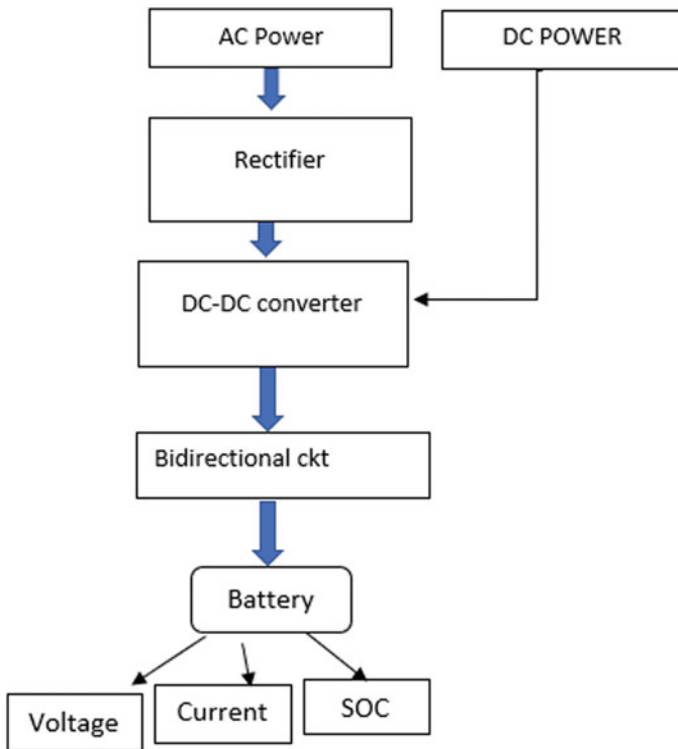 AC Power
DC POWER
Rectifier
DC-DC converter
Bidirectional ckt
Battery
Voltage
Current
SOC